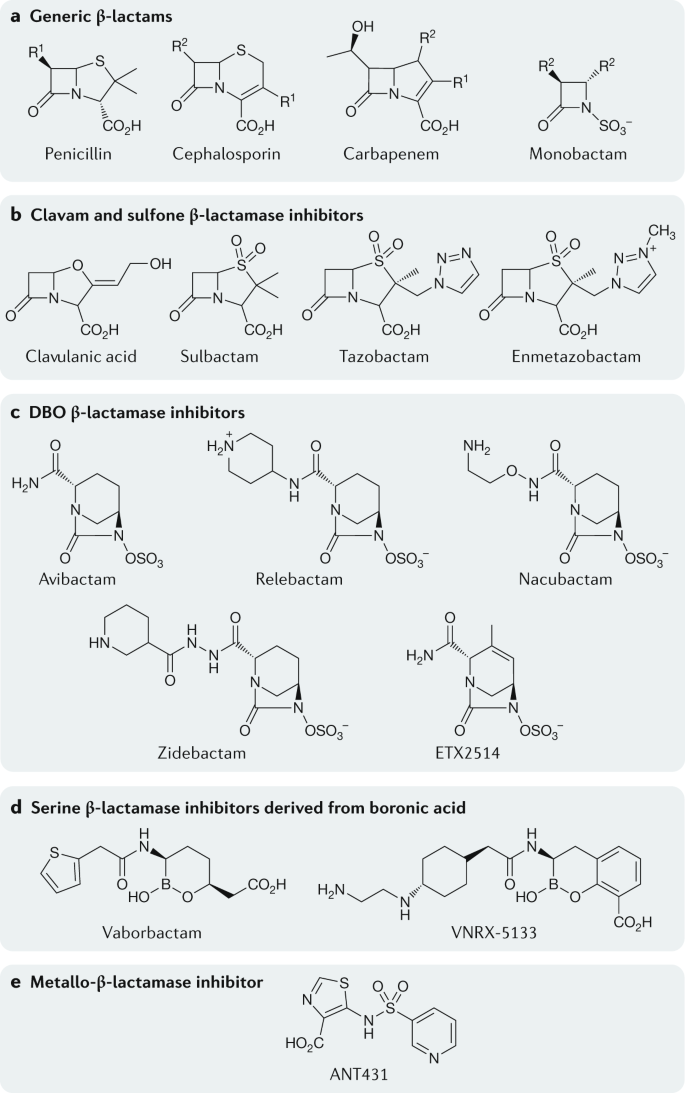 a Generic β-lactams
R¹ S O N CO₂H
R² S O N R¹ CO₂H
OH R² R¹ O N CO₂H
R² R² O N SO₃⁻
Penicillin Cephalosporin Carbapenem Monobactam
b Clavam and sulfone β-lactamase inhibitors
O OH O N CO₂H
O O S O N CO₂H
O O S N N N O N CO₂H
O O S N N + CH₃ N O N CO₂H
Clavulanic acid Sulbactam Tazobactam Enmetazobactam
c DBO β-lactamase inhibitors
O H₂N N O N OSO₃
H₂N + N H O N O N OSO₃⁻
NH₂ O N H O N O N OSO₃⁻
Avibactam Relebactam Nacubactam
HN O H N N H O N O N OSO₃⁻
O H₂N N O N OSO₃⁻
Zidebactam ETX2514
d Serine β-lactamase inhibitors derived from boronic acid
S O H N HO B O CO₂H
H₂N N H O H N HO B O CO₂H
Vaborbactam VNRX-5133
e Metallo-β-lactamase inhibitor
N S HO₂C N H O O S N
ANT431